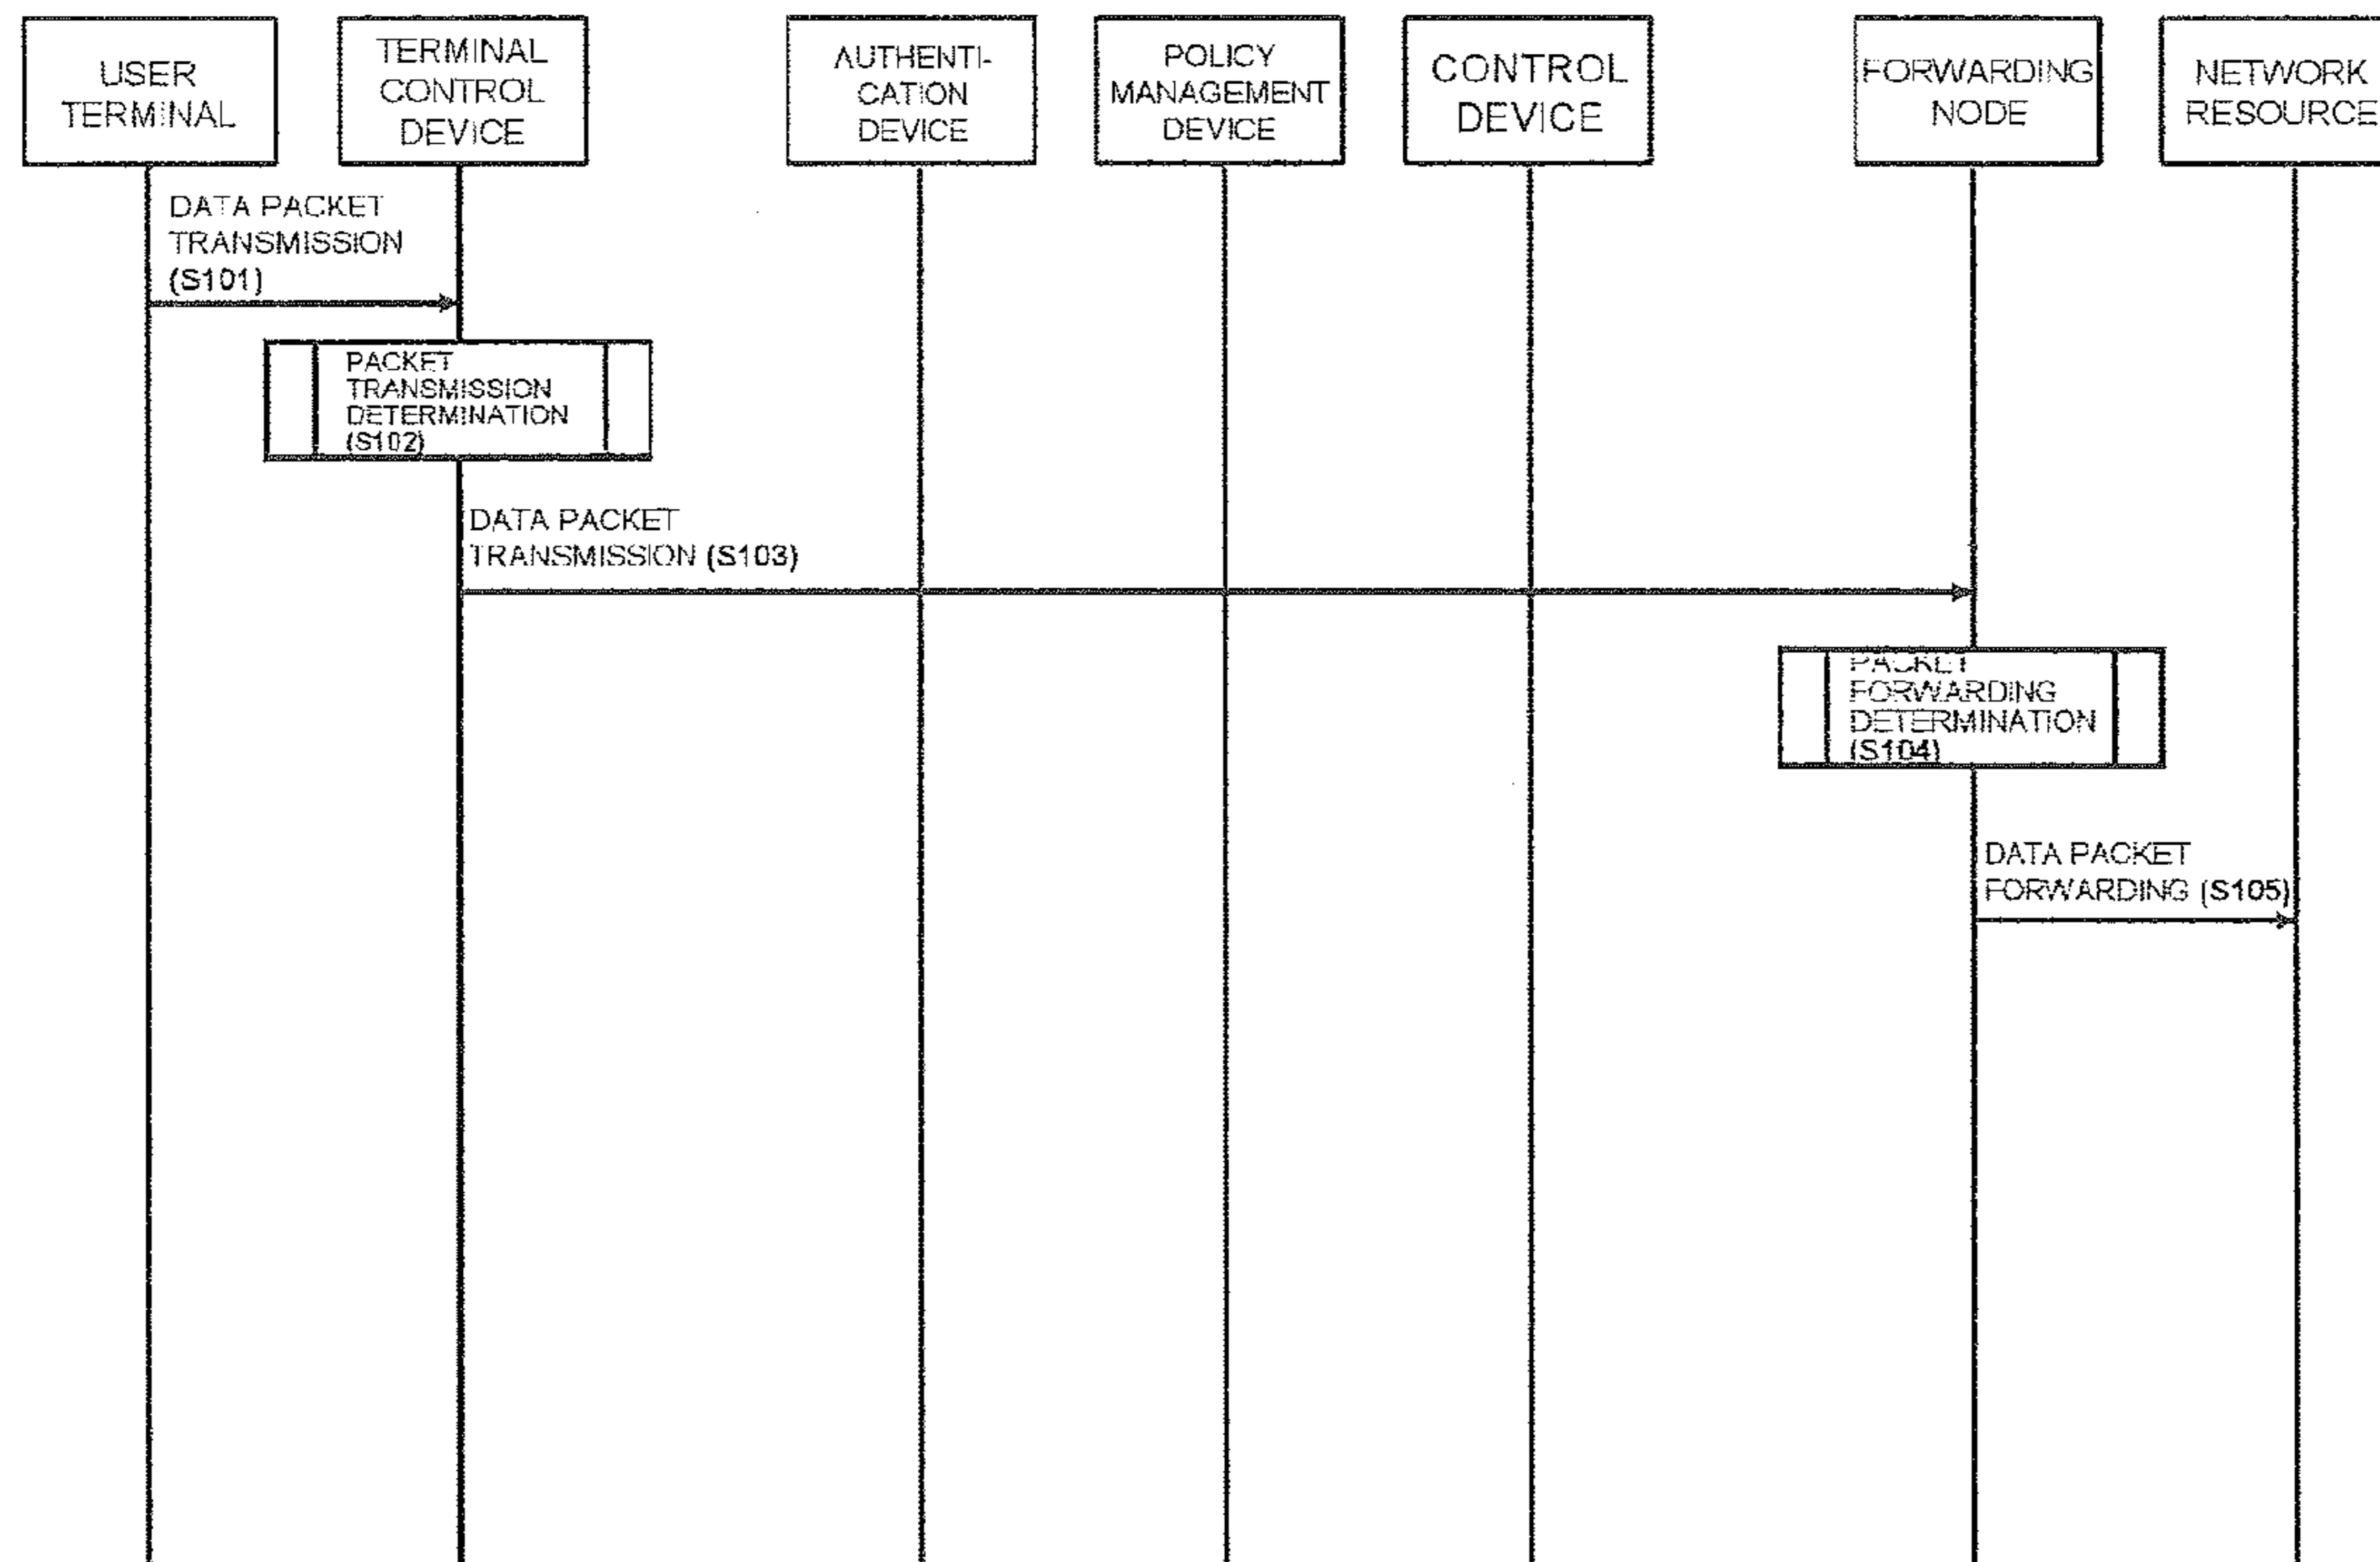 USER
TERMINAL
TERMINAL
CONTROL
DEVICE
AUTHENTI-
CATION
DEVICE
POLICY
MANAGEMENT
DEVICE
CONTROL
DEVICE
FORWARDING
NODE
NETWORK
RESOURCE
DATA PACKET
TRANSMISSION
(S101)
PACKET
TRANSMISSION
DETERMINATION
(S102)
DATA PACKET
TRANSMISSION (S103)
PACKET
FORWARDING
DETERMINATION
(S104)
DATA PACKET
FORWARDING (S105)